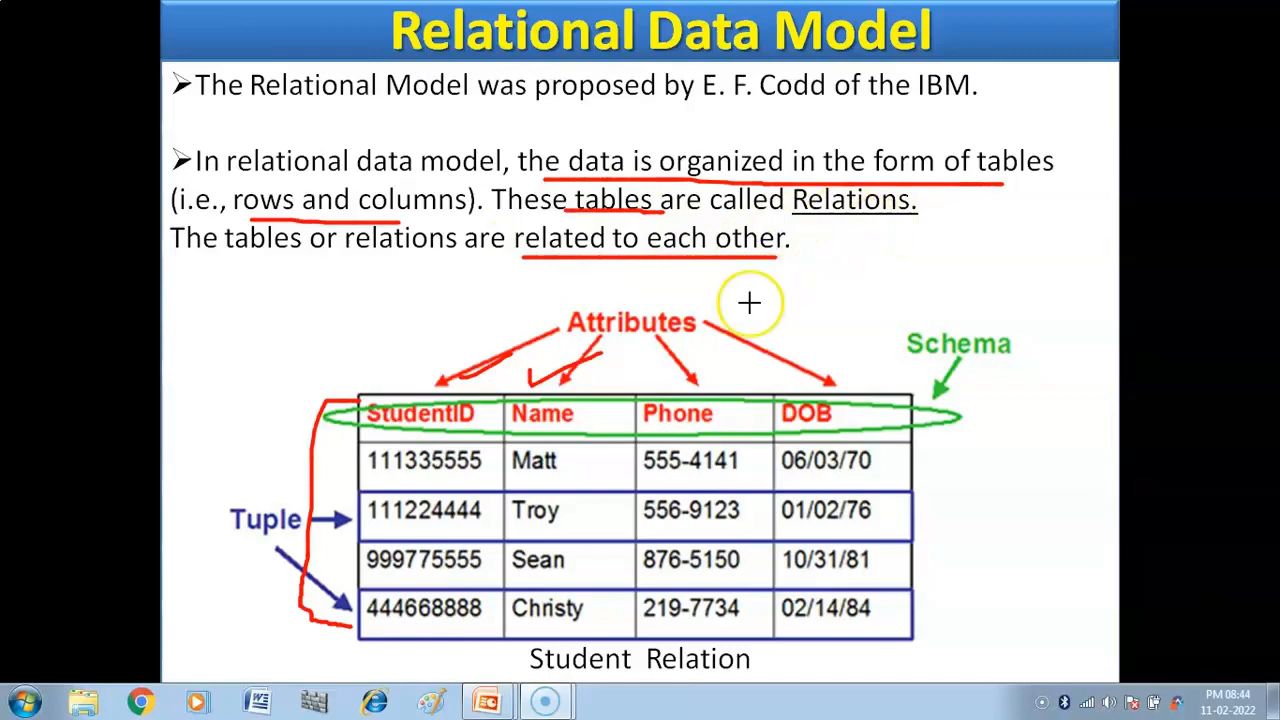 Relational Data Model
➢The Relational Model was proposed by E. F. Codd of the IBM.
➢In relational data model, the data is organized in the form of tables
(i.e., rows and columns). These tables are called Relations.
The tables or relations are related to each other.
Attributes
Schema
StudentID Name Phone DOB
111335555 Matt 555-4141 06/03/70
Tuple
111224444 Troy 556-9123 01/02/76
999775555 Sean 876-5150 10/31/81
444668888 Christy 219-7734 02/14/84
Student Relation
PM 08:44
11-02-2022